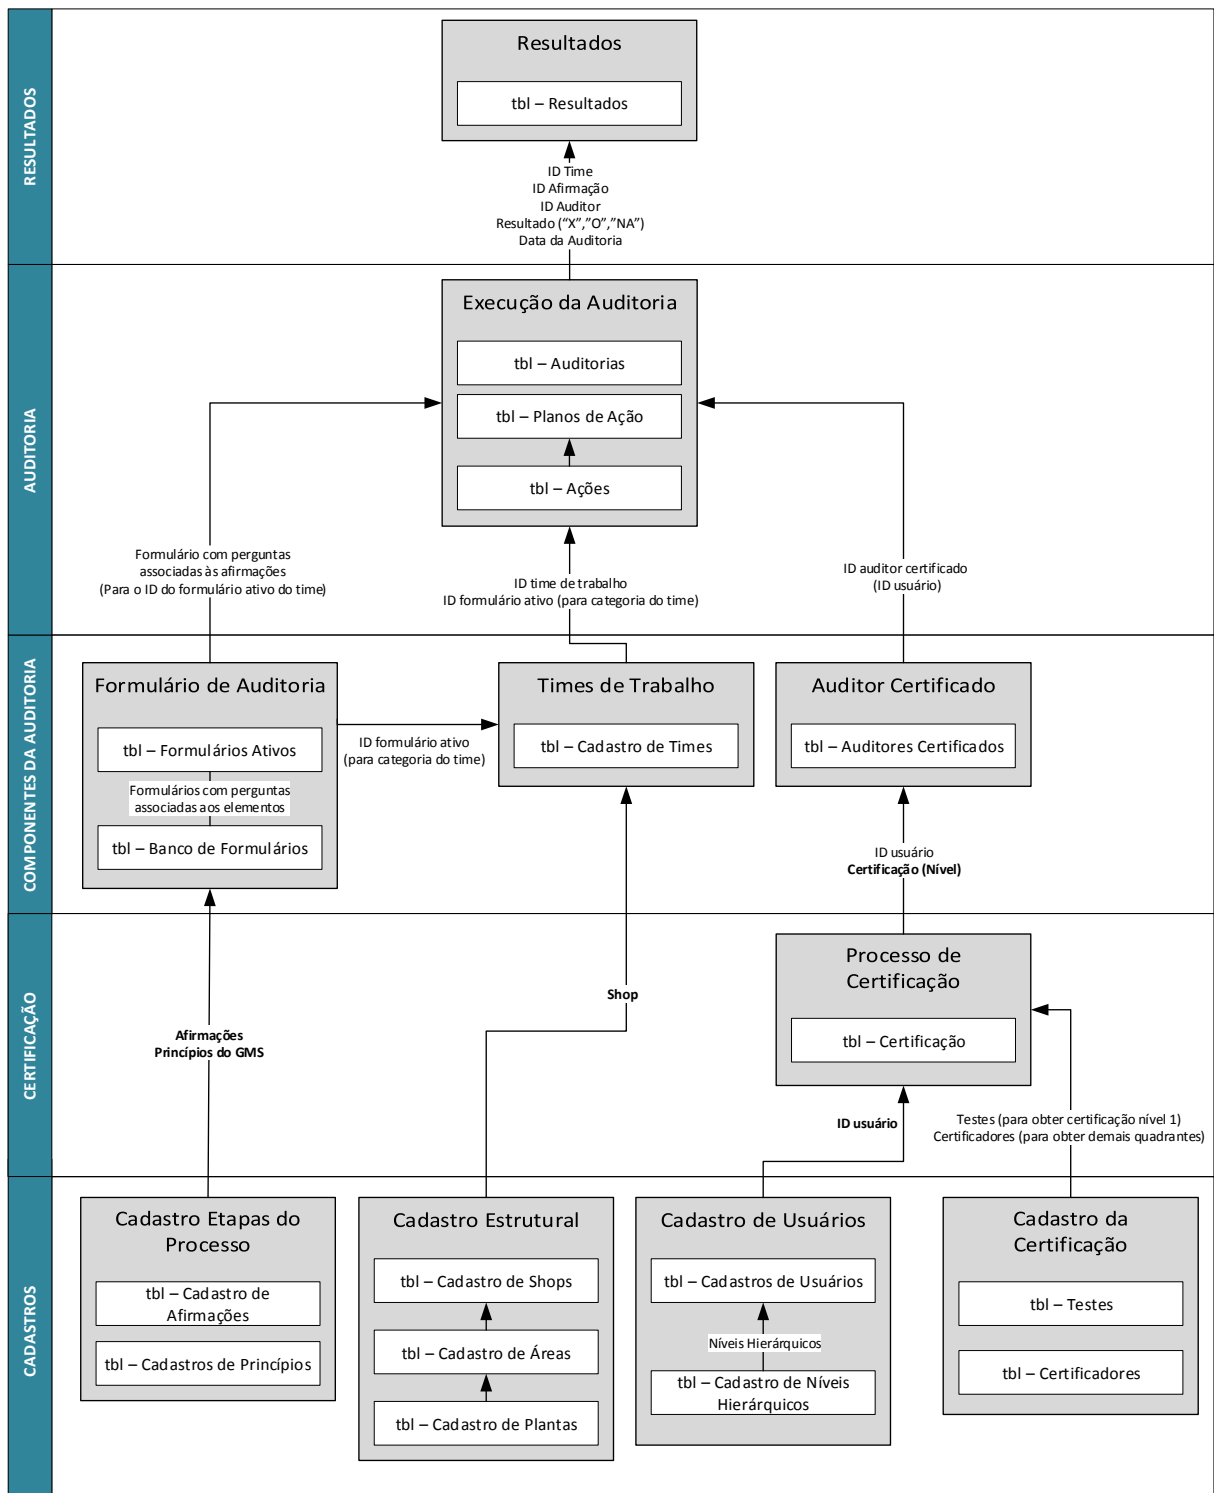 RESULTADOS
Resultados
tbl – Resultados
ID Time
ID Afirmação
ID Auditor
Resultado (“X”,”O”,”NA”)
Data da Auditoria
AUDITORIA
Execução da Auditoria
tbl – Auditorias
tbl – Planos de Ação
tbl – Ações
Formulário com perguntas
associadas às afirmações
(Para o ID do formulário ativo do time)
ID time de trabalho
ID formulário ativo (para categoria do time)
ID auditor certificado
(ID usuário)
COMPONENTES DA AUDITORIA
Formulário de Auditoria
tbl – Formulários Ativos
Formulários com perguntas
associadas aos elementos
tbl – Banco de Formulários
ID formulário ativo
(para categoria do time)
Times de Trabalho
tbl – Cadastro de Times
Auditor Certificado
tbl – Auditores Certificados
ID usuário
Certificação (Nível)
CERTIFICAÇÃO
Afirmações
Princípios do GMS
Shop
Processo de
Certificação
tbl – Certificação
ID usuário
Testes (para obter certificação nível 1)
Certificadores (para obter demais quadrantes)
CADASTROS
Cadastro Etapas do
Processo
tbl – Cadastro de
Afirmações
tbl – Cadastros de Princípios
Cadastro Estrutural
tbl – Cadastro de Shops
tbl – Cadastro de Áreas
tbl – Cadastro de Plantas
Cadastro de Usuários
tbl – Cadastros de Usuários
Níveis Hierárquicos
tbl – Cadastro de Níveis
Hierárquicos
Cadastro da
Certificação
tbl – Testes
tbl – Certificadores